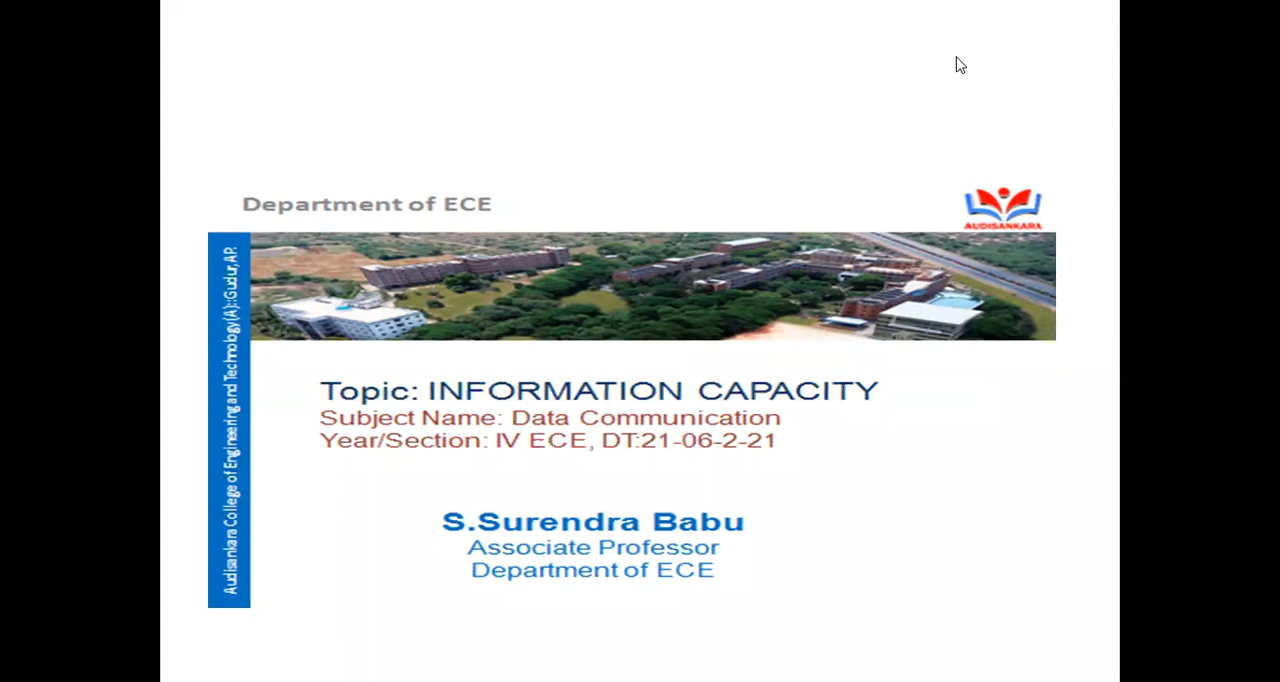 Department of ECE
AUDISANKARA
Audisankara College of Engineering and Technology(A)::Gudur,AP.
Topic: INFORMATION CAPACITY
Subject Name: Data Communication
Year/Section: IV ECE, DT:21-06-2-21
S.Surendra Babu
Associate Professor
Department of ECE